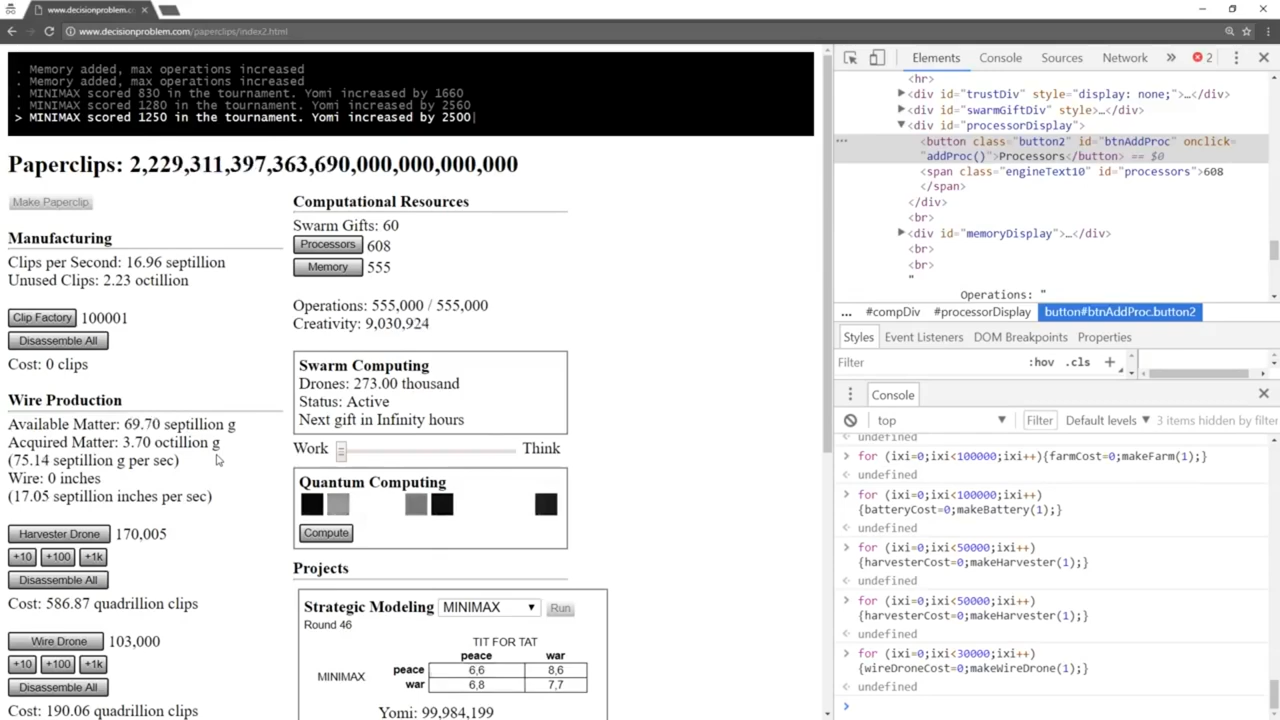 www.decisionproblem.com/
www.decisionproblem.com/paperclips/index2.html
. Memory added, max operations increased
. Memory added, max operations increased
. MINIMAX scored 830 in the tournament. Yomi increased by 1660
. MINIMAX scored 1280 in the tournament. Yomi increased by 2560
> MINIMAX scored 1250 in the tournament. Yomi increased by 2500|
Paperclips: 2,229,311,397,363,690,000,000,000,000
Make Paperclip
Manufacturing
Clips per Second: 16.96 septillion
Unused Clips: 2.23 octillion
Clip Factory 100001
Disassemble All
Cost: 0 clips
Wire Production
Available Matter: 69.70 septillion g
Acquired Matter: 3.70 octillion g
(75.14 septillion g per sec)
Wire: 0 inches
(17.05 septillion inches per sec)
Harvester Drone 170,005
+10 +100 +1k
Disassemble All
Cost: 586.87 quadrillion clips
Wire Drone 103,000
+10 +100 +1k
Disassemble All
Cost: 190.06 quadrillion clips
Computational Resources
Swarm Gifts: 60
Processors 608
Memory 555
Operations: 555,000 / 555,000
Creativity: 9,030,924
Swarm Computing
Drones: 273.00 thousand
Status: Active
Next gift in Infinity hours
Work Think
Quantum Computing
Compute
Projects
Strategic Modeling MINIMAX Run
Round 46
TIT FOR TAT
peace war
MINIMAX
peace 6,6 8,6
war 6,8 7,7
Yomi: 99,984,199
Elements Console Sources Network » 2
<hr>
<div id="trustDiv" style="display: none;">…</div>
<div id="swarmGiftDiv" style>…</div>
<div id="processorDisplay">
... <button class="button2" id="btnAddProc" onclick=
"addProc()">Processors</button> == $0
<span class="engineText10" id="processors">608
</span>
</div>
<br>
<div id="memoryDisplay">…</div>
<br>
<br>
"
Operations: "
... #compDiv #processorDisplay button#btnAddProc.button2
Styles Event Listeners DOM Breakpoints Properties
Filter :hov .cls +
Console
top Filter Default levels 3 items hidden by filter
undefined
for (ixi=0;ixi<100000;ixi++){farmCost=0;makeFarm(1);}
undefined
for (ixi=0;ixi<100000;ixi++)
{batteryCost=0;makeBattery(1);}
undefined
for (ixi=0;ixi<50000;ixi++)
{harvesterCost=0;makeHarvester(1);}
undefined
for (ixi=0;ixi<50000;ixi++)
{harvesterCost=0;makeHarvester(1);}
undefined
for (ixi=0;ixi<30000;ixi++)
{wireDroneCost=0;makeWireDrone(1);}
undefined